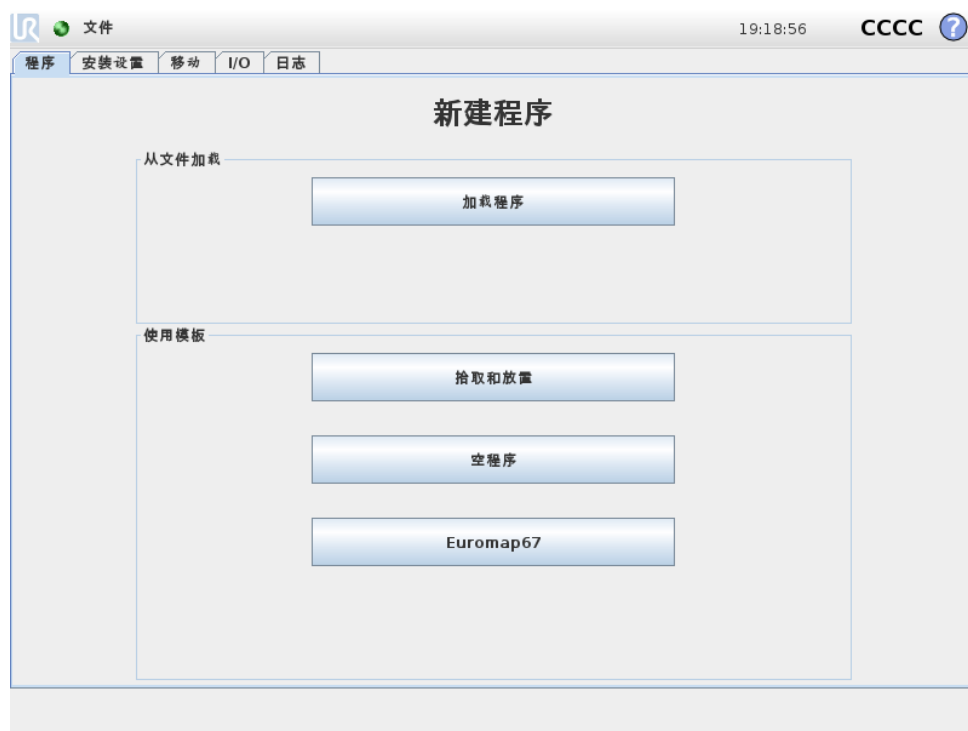 UR 文件 19:18:56 CCCC ?
程序 安装设置 移动 I/O 日志
新建程序
从文件加载
加载程序
使用模板
拾取和放置
空程序
Euromap67